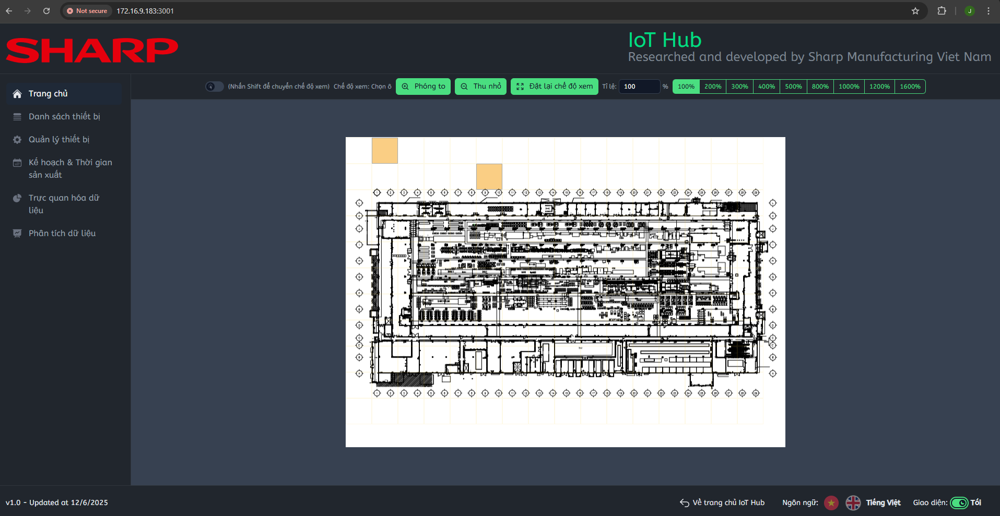 Not secure
172.16.9.183:3001
J
SHARP
IoT Hub
Researched and developed by Sharp Manufacturing Viet Nam
Trang chủ
Danh sách thiết bị
Quản lý thiết bị
Kế hoạch & Thời gian
sản xuất
Trực quan hóa dữ
liệu
Phân tích dữ liệu
(Nhấn Shift để chuyển chế độ xem) Chế độ xem: Chọn ô Phóng to Thu nhỏ Đặt lại chế độ xem Tỉ lệ: 100 % 100% 200% 300% 400% 500% 800% 1000% 1200% 1600%
v1.0 - Updated at 12/6/2025
Về trang chủ IoT Hub Ngôn ngữ: Tiếng Việt Giao diện: Tối